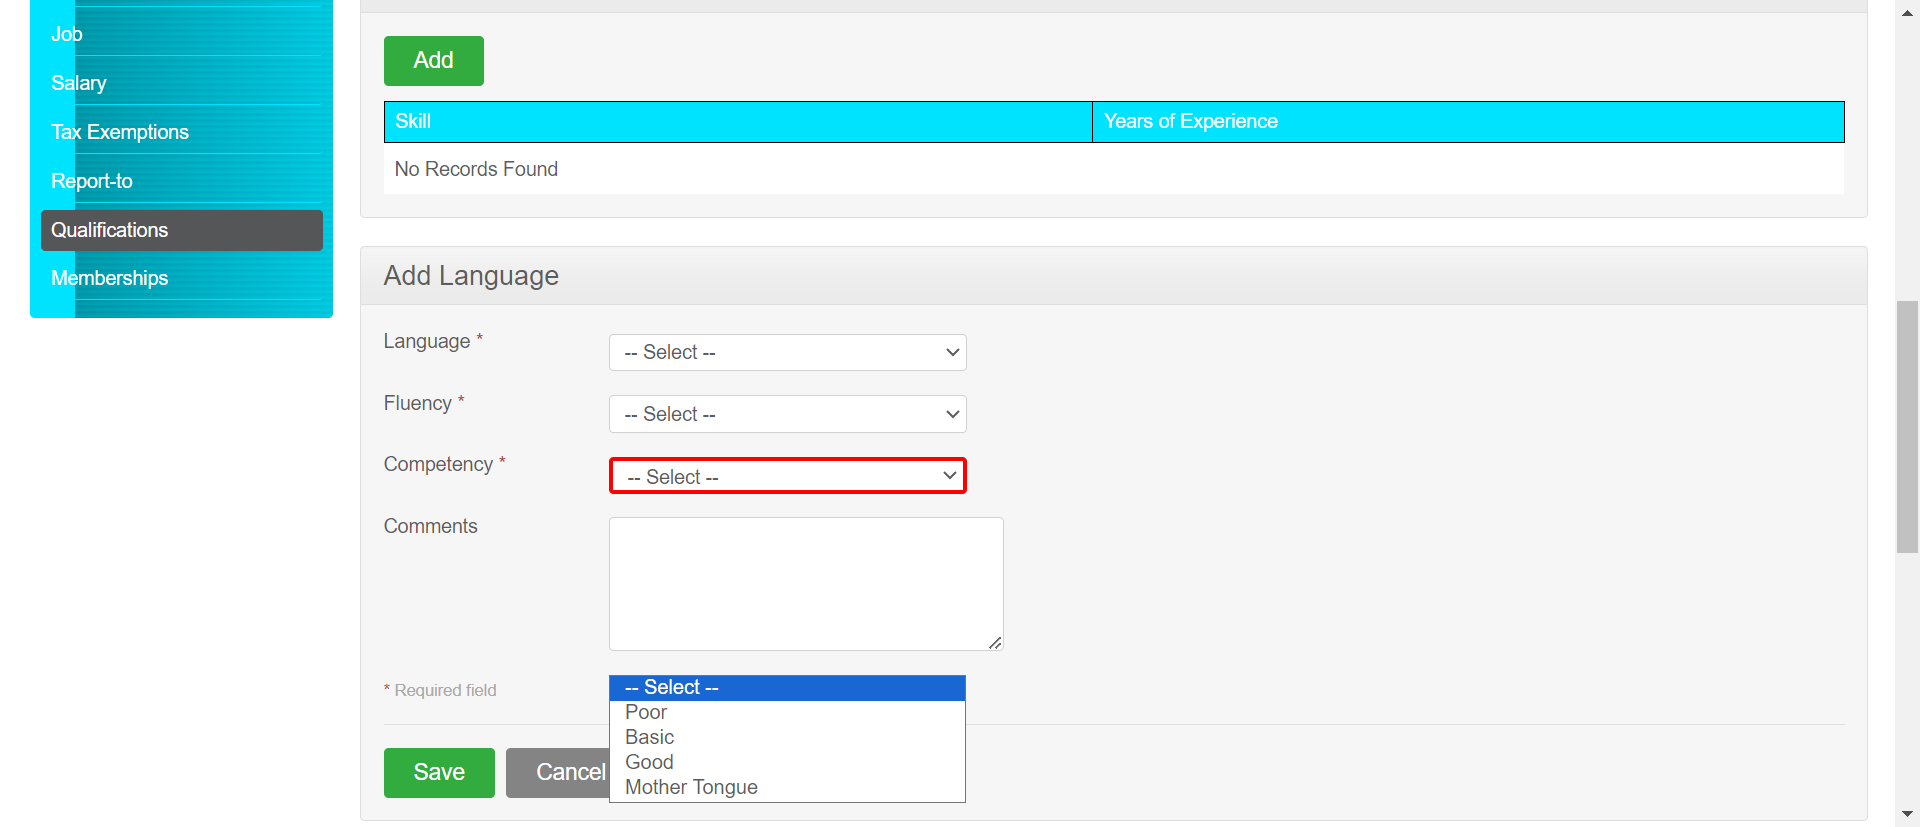 Job
Salary
Tax Exemptions
Report-to
Qualifications
Memberships
Add
Skill
Years of Experience
No Records Found
Add Language
Language *
-- Select --
Fluency *
-- Select --
Competency *
-- Select --
Comments
* Required field
-- Select --
Poor
Basic
Good
Mother Tongue
Save
Cancel